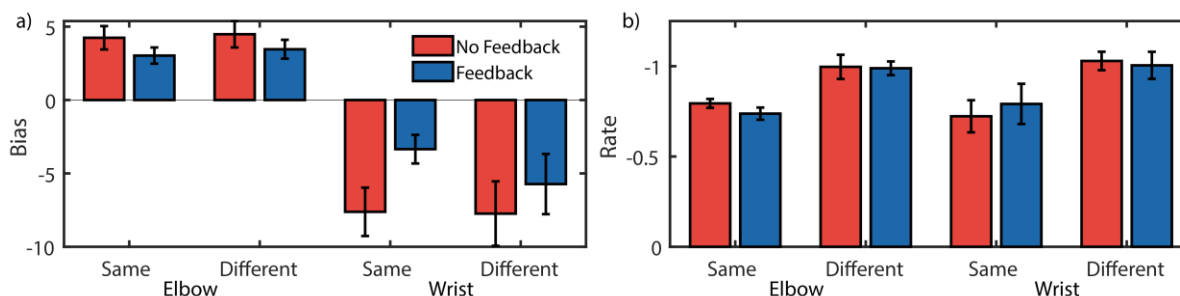 a)
5
0
-5
-10
Bias
No Feedback
Feedback
Same Different Same Different
Elbow Wrist
b)
-1
-0.5
0
Rate
Same Different Same Different
Elbow Wrist